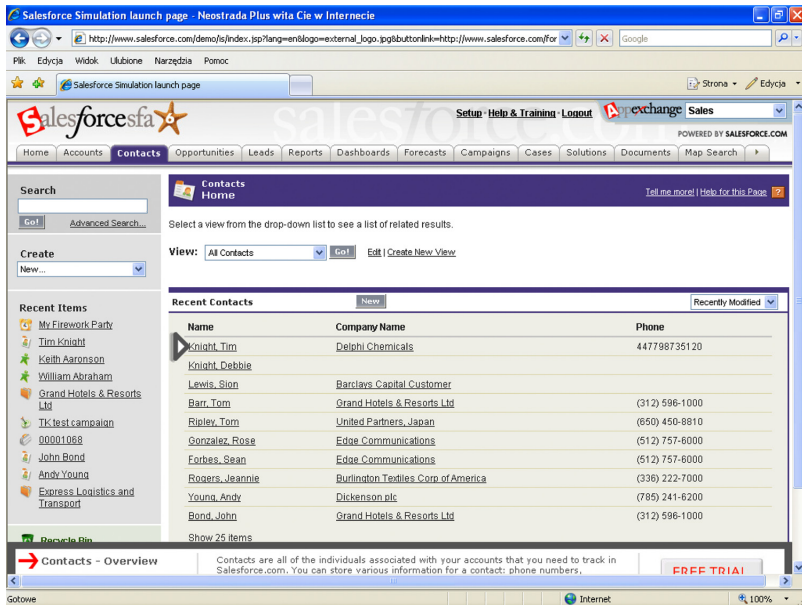 Salesforce Simulation launch page - Neostrada Plus wita Cie w Internecie
http://www.salesforce.com/demo/is/index.jsp?lang=en&logo=external_logo.jpg&buttonlink=http://www.salesforce.com/for
Google
Plik Edycja Widok Ulubione Narzędzia Pomoc
Salesforce Simulation launch page
Strona Edycja
salesforce
Salesforcesfa 6
Setup · Help & Training · Logout
Appexchange
Sales
POWERED BY SALESFORCE.COM
Home Accounts Contacts Opportunities Leads Reports Dashboards Forecasts Campaigns Cases Solutions Documents Map Search
Search
Go! Advanced Search...
Create
New...
Recent Items
My Firework Party
Tim Knight
Keith Aaronson
William Abraham
Grand Hotels & Resorts
Ltd
TK test campaign
00001068
John Bond
Andy Young
Express Logistics and
Transport
Recycle Bin
Contacts
Home
Tell me more! | Help for this Page ?
Select a view from the drop-down list to see a list of related results.
View: All Contacts Go! Edit | Create New View
Recent Contacts New Recently Modified
Name Company Name Phone
Knight, Tim Delphi Chemicals 447798735120
Knight, Debbie
Lewis, Sion Barclays Capital Customer
Barr, Tom Grand Hotels & Resorts Ltd (312) 596-1000
Ripley, Tom United Partners, Japan (650) 450-8810
Gonzalez, Rose Edge Communications (512) 757-6000
Forbes, Sean Edge Communications (512) 757-6000
Rogers, Jeannie Burlington Textiles Corp of America (336) 222-7000
Young, Andy Dickenson plc (785) 241-6200
Bond, John Grand Hotels & Resorts Ltd (312) 596-1000
Show 25 items
Contacts - Overview
Contacts are all of the individuals associated with your accounts that you need to track in
Salesforce.com. You can store various information for a contact: phone numbers,
FREE TRIAL
Gotowe Internet 100%